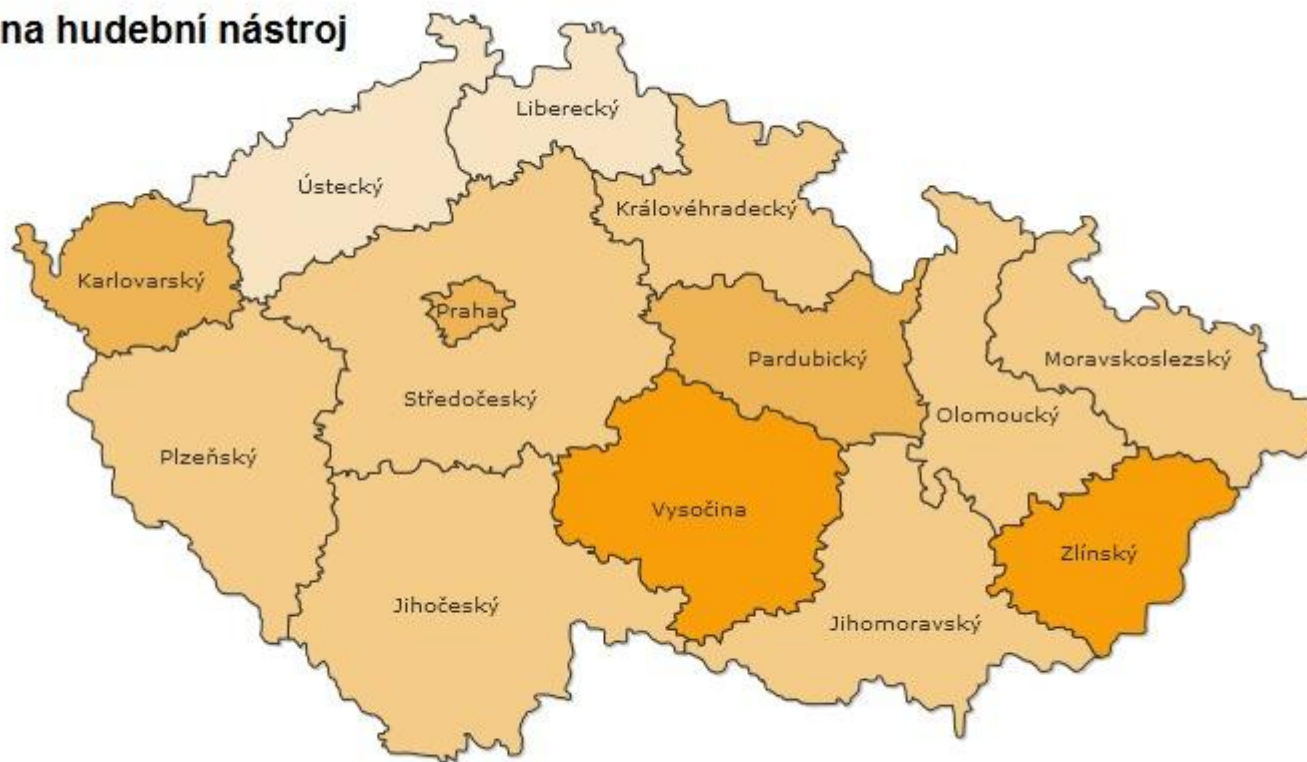 na hudební nástroj
Liberecký
Ústecký
Královéhradecký
Karlovarský
Praha
Pardubický
Moravskoslezský
Středočeský
Olomoucký
Plzeňský
Vysočina
Zlínský
Jihočeský
Jihomoravský